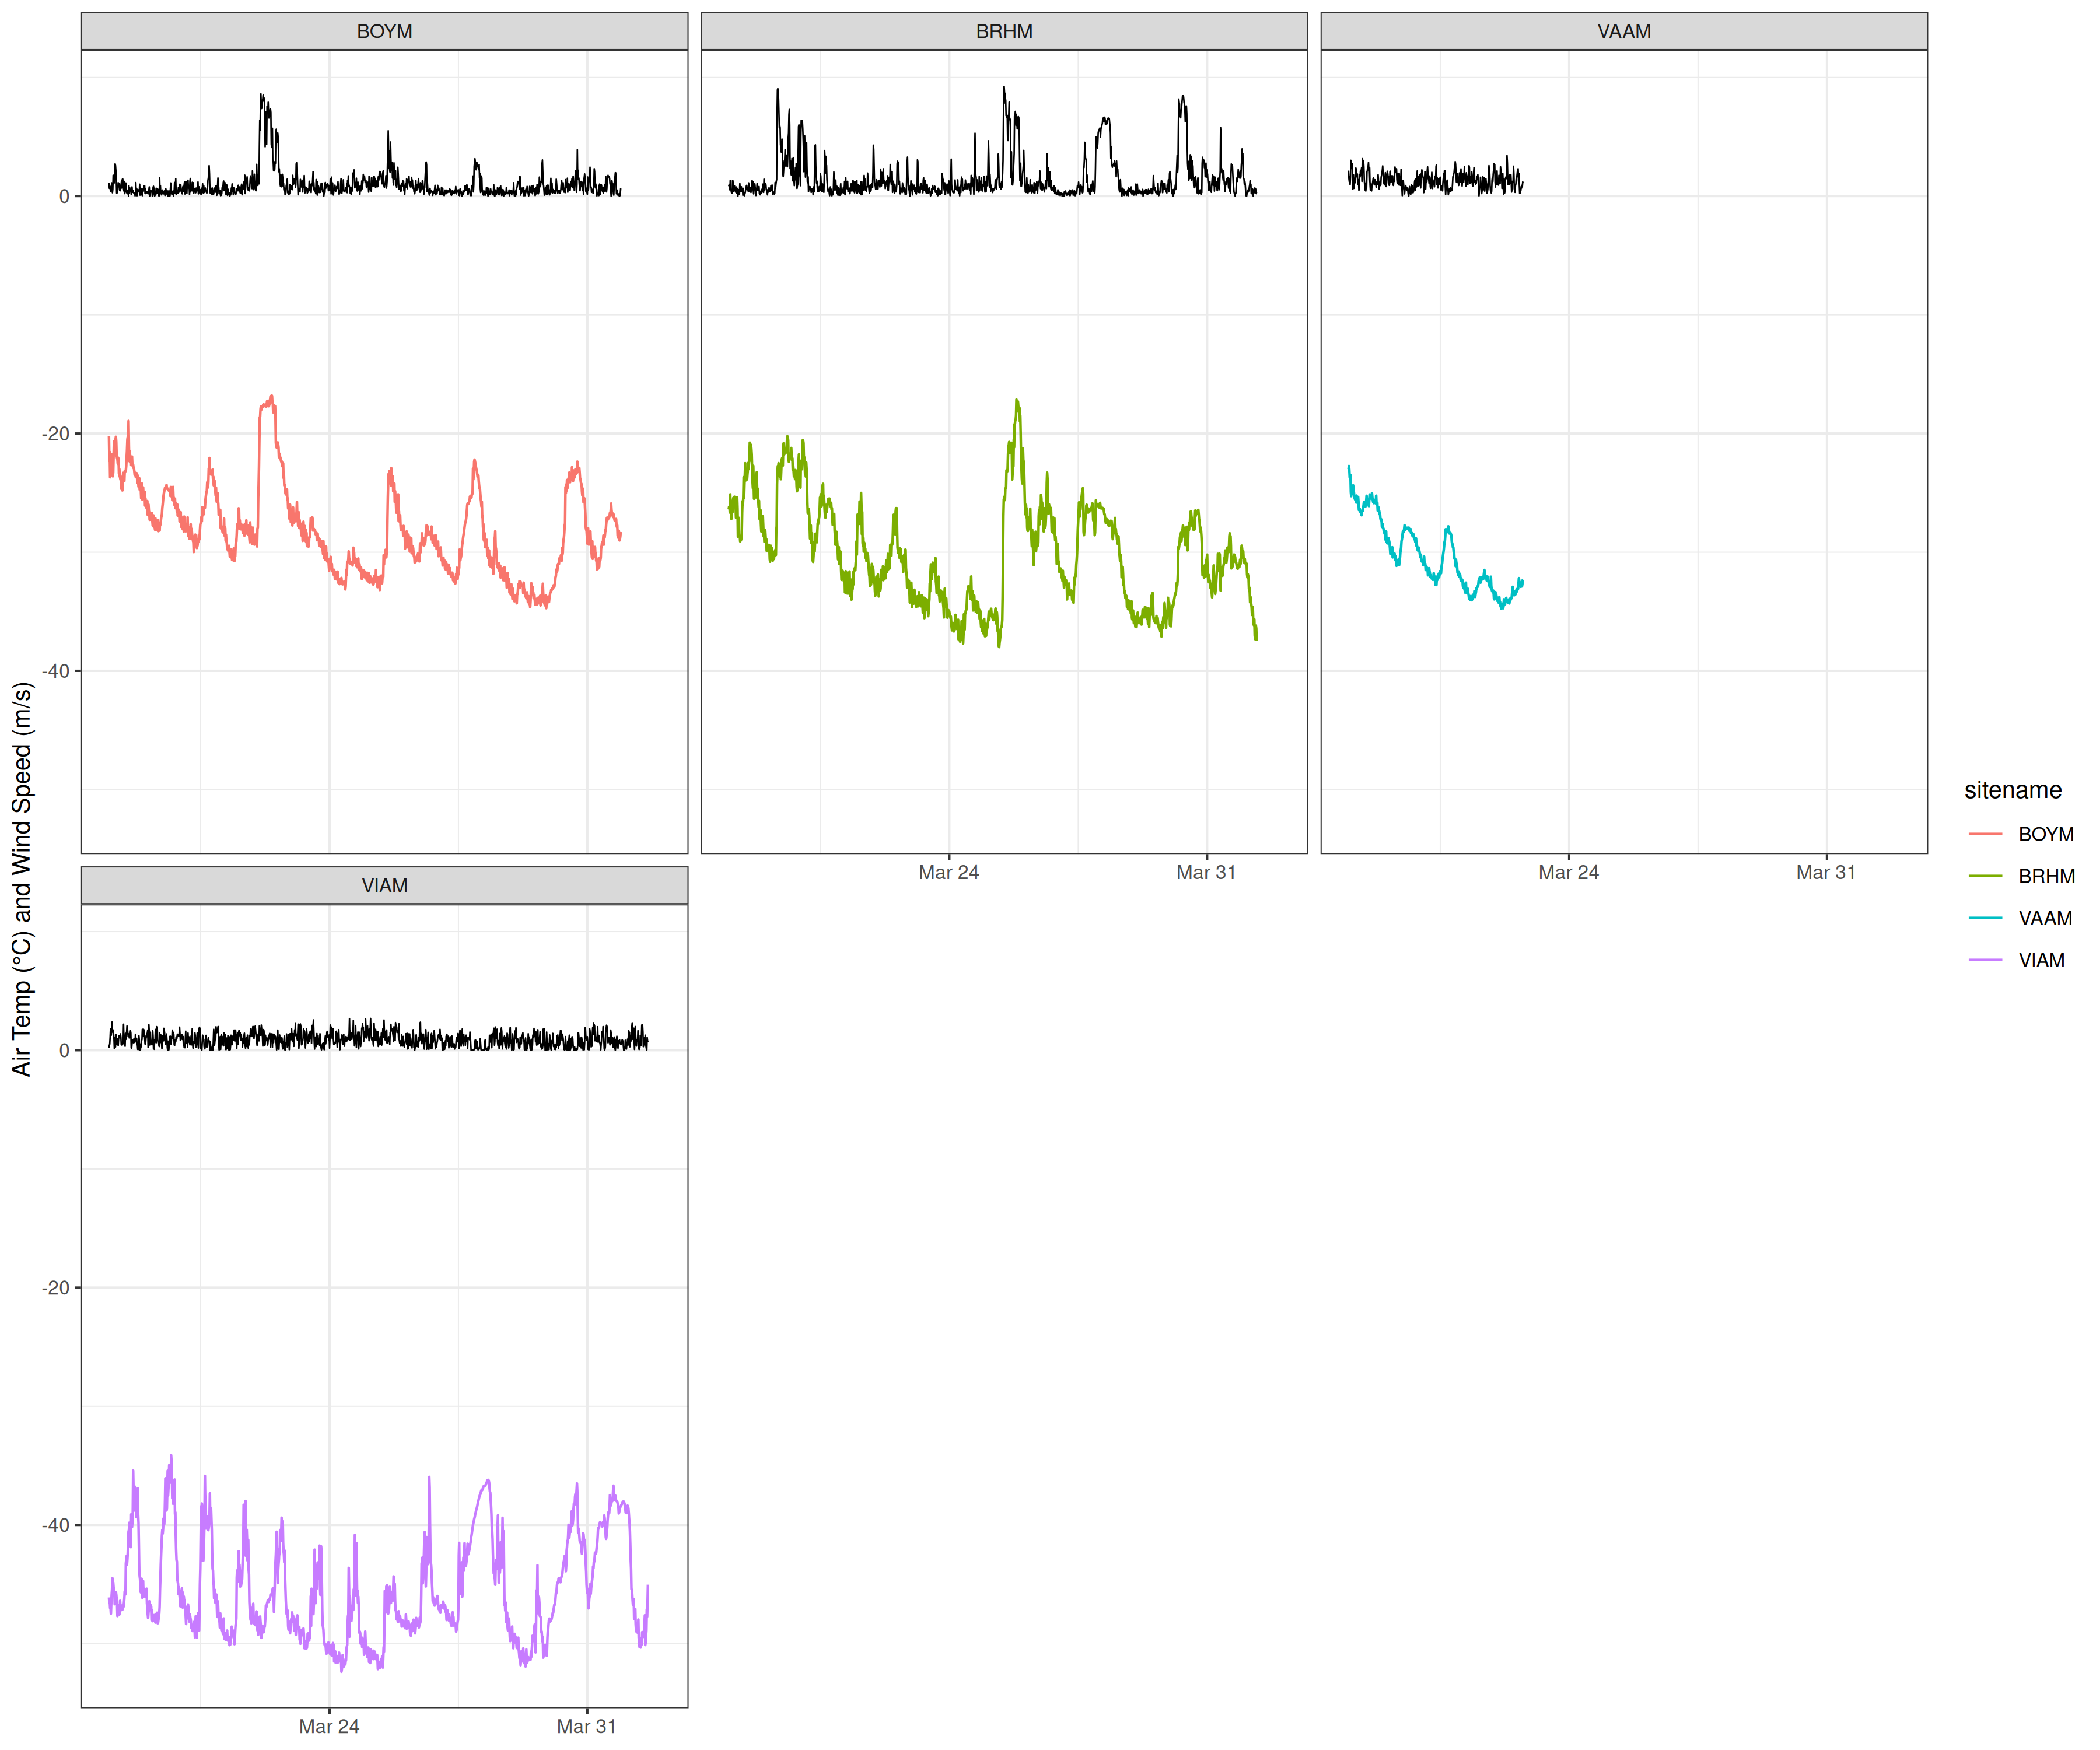 BOYM
BRHM
VAAM
0
-20
-40
Mar 24
Mar 31
Mar 24
Mar 31
VIAM
0
-20
-40
Mar 24
Mar 31
Air Temp (°C) and Wind Speed (m/s)
sitename
BOYM
BRHM
VAAM
VIAM